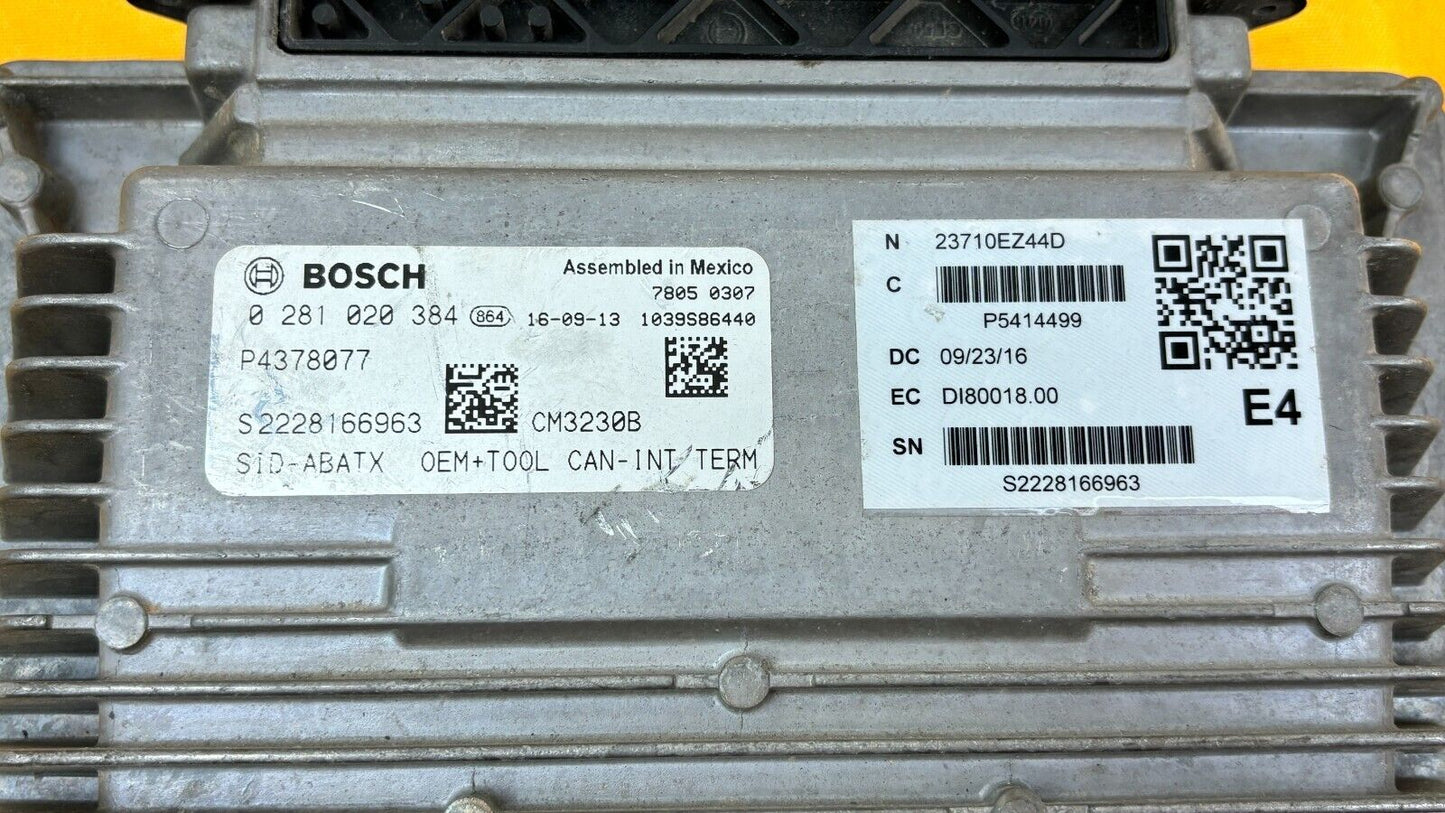 BOSCH
Assembled in Mexico
7805 0307
0 281 020 384 864 16-09-13 1039S86440
P4378077
S2228166963 CM3230B
SiD-ABATX OEM+TOOL CAN-INT/TERM
N 23710EZ44D
C
P5414499
DC 09/23/16
EC DI80018.00
E4
SN
S2228166963